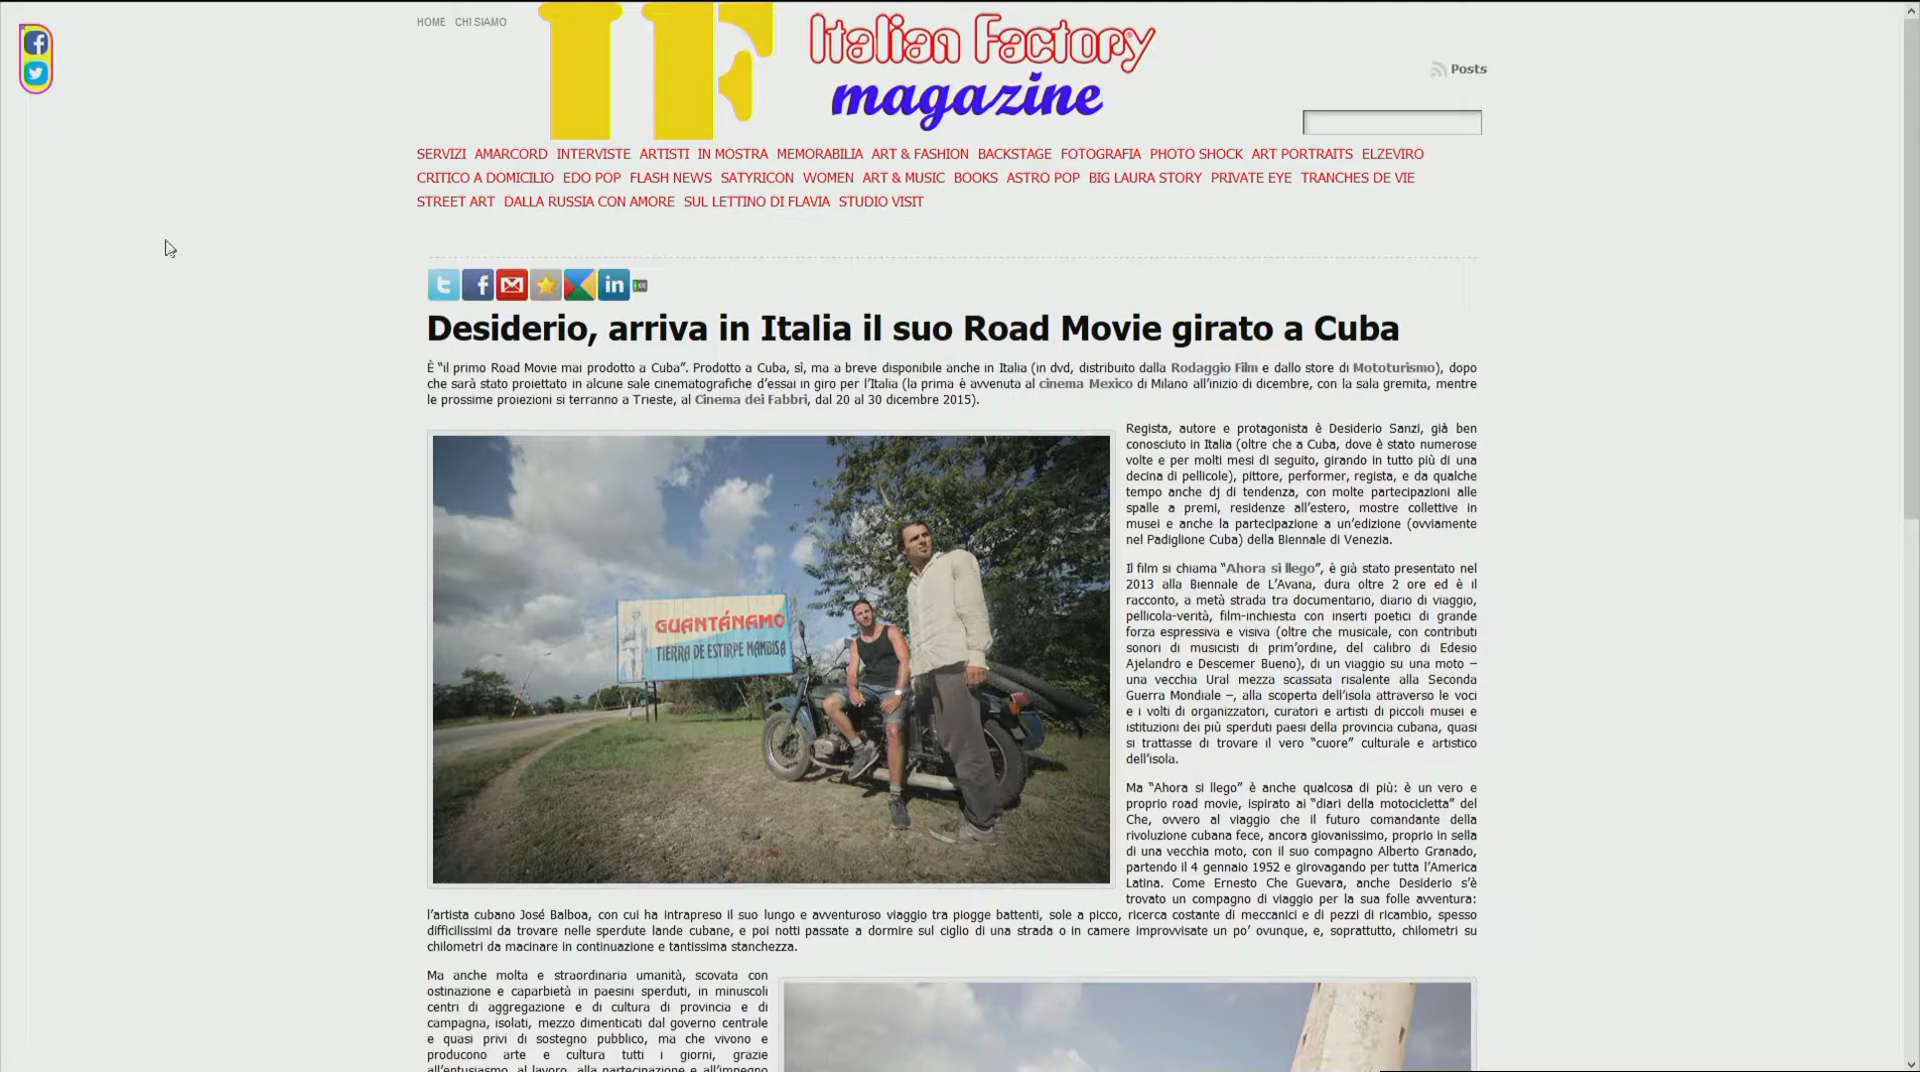 HOME CHI SIAMO
IF
Italian Factory
magazine
Posts
SERVIZI AMARCORD INTERVISTE ARTISTI IN MOSTRA MEMORABILIA ART & FASHION BACKSTAGE FOTOGRAFIA PHOTO SHOCK ART PORTRAITS ELZEVIRO
CRITICO A DOMICILIO EDO POP FLASH NEWS SATYRICON WOMEN ART & MUSIC BOOKS ASTRO POP BIG LAURA STORY PRIVATE EYE TRANCHES DE VIE
STREET ART DALLA RUSSIA CON AMORE SUL LETTINO DI FLAVIA STUDIO VISIT
Desiderio, arriva in Italia il suo Road Movie girato a Cuba
È “il primo Road Movie mai prodotto a Cuba”. Prodotto a Cuba, sì, ma a breve disponibile anche in Italia (in dvd, distribuito dalla Rodaggio Film e dallo store di Mototurismo), dopo
che sarà stato proiettato in alcune sale cinematografiche d’essai in giro per l’Italia (la prima è avvenuta al cinema Mexico di Milano all’inizio di dicembre, con la sala gremita, mentre
le prossime proiezioni si terranno a Trieste, al Cinema dei Fabbri, dal 20 al 30 dicembre 2015).
Regista, autore e protagonista è Desiderio Sanzi, già ben
conosciuto in Italia (oltre che a Cuba, dove è stato numerose
volte e per molti mesi di seguito, girando in tutto più di una
decina di pellicole), pittore, performer, regista, e da qualche
tempo anche dj di tendenza, con molte partecipazioni alle
spalle a premi, residenze all’estero, mostre collettive in
musei e anche la partecipazione a un’edizione (ovviamente
nel Padiglione Cuba) della Biennale di Venezia.
Il film si chiama “Ahora si llego”, è già stato presentato nel
2013 alla Biennale de L’Avana, dura oltre 2 ore ed è il
racconto, a metà strada tra documentario, diario di viaggio,
pellicola-verità, film-inchiesta con inserti poetici di grande
forza espressiva e visiva (oltre che musicale, con contributi
sonori di musicisti di prim’ordine, del calibro di Edesio
Ajelandro e Descemer Bueno), di un viaggio su una moto –
una vecchia Ural mezza scassata risalente alla Seconda
Guerra Mondiale –, alla scoperta dell’isola attraverso le voci
e i volti di organizzatori, curatori e artisti di piccoli musei e
istituzioni dei più sperduti paesi della provincia cubana, quasi
si trattasse di trovare il vero “cuore” culturale e artistico
dell’isola.
Ma “Ahora si llego” è anche qualcosa di più: è un vero e
proprio road movie, ispirato ai “diari della motocicletta” del
Che, ovvero al viaggio che il futuro comandante della
rivoluzione cubana fece, ancora giovanissimo, proprio in sella
di una vecchia moto, con il suo compagno Alberto Granado,
partendo il 4 gennaio 1952 e girovagando per tutta l’America
Latina. Come Ernesto Che Guevara, anche Desiderio s’è
trovato un compagno di viaggio per la sua folle avventura:
l’artista cubano José Balboa, con cui ha intrapreso il suo lungo e avventuroso viaggio tra piogge battenti, sole a picco, ricerca costante di meccanici e di pezzi di ricambio, spesso
difficilissimi da trovare nelle sperdute lande cubane, e poi notti passate a dormire sul ciglio di una strada o in camere improvvisate un po’ ovunque, e, soprattutto, chilometri su
chilometri da macinare in continuazione e tantissima stanchezza.
GUANTÁNAMO
TIERRA DE ESTIRPE MAMBISA
Ma anche molta e straordinaria umanità, scovata con
ostinazione e caparbietà in paesini sperduti, in minuscoli
centri di aggregazione e di cultura di provincia e di
campagna, isolati, mezzo dimenticati dal governo centrale
e quasi privi di sostegno pubblico, ma che vivono e
producono arte e cultura tutti i giorni, grazie
all’entusiasmo, al lavoro, alla partecipazione e all’impegno